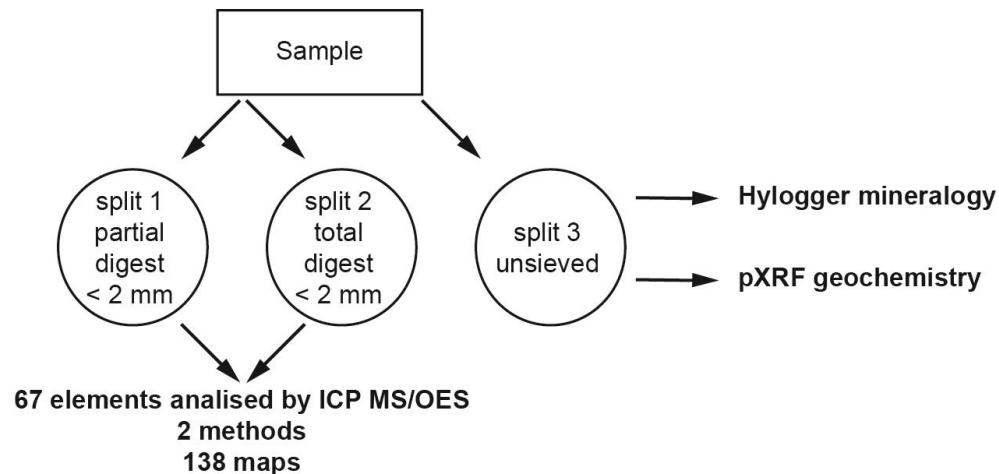 Sample
split 1
partial
digest
< 2 mm
split 2
total
digest
< 2 mm
split 3
unsieved
Hylogger mineralogy
pXRF geochemistry
67 elements analised by ICP MS/OES
2 methods
138 maps